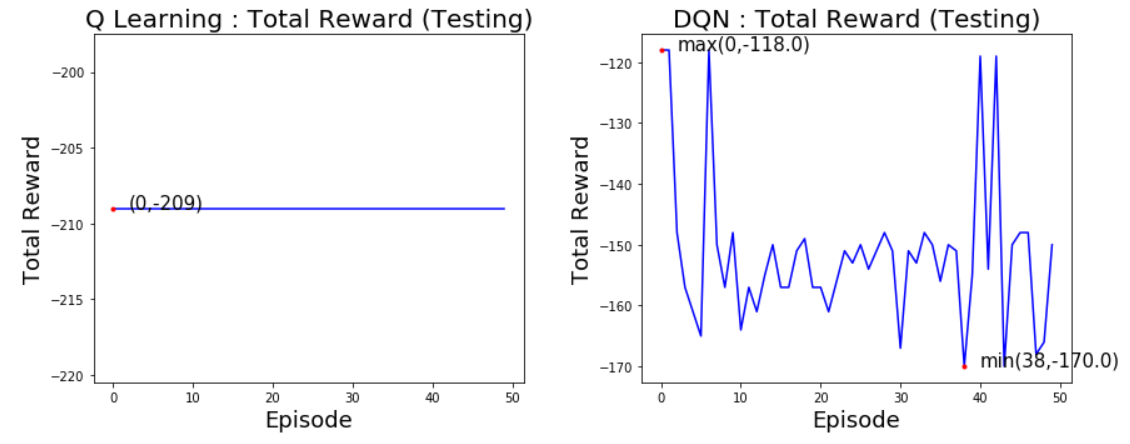 Q Learning : Total Reward (Testing)
Total Reward
−200
−205
−210
−215
−220
(0,-209)
0 10 20 30 40 50
Episode
DQN : Total Reward (Testing)
Total Reward
−120
−130
−140
−150
−160
−170
max(0,-118.0)
min(38,-170.0)
0 10 20 30 40 50
Episode